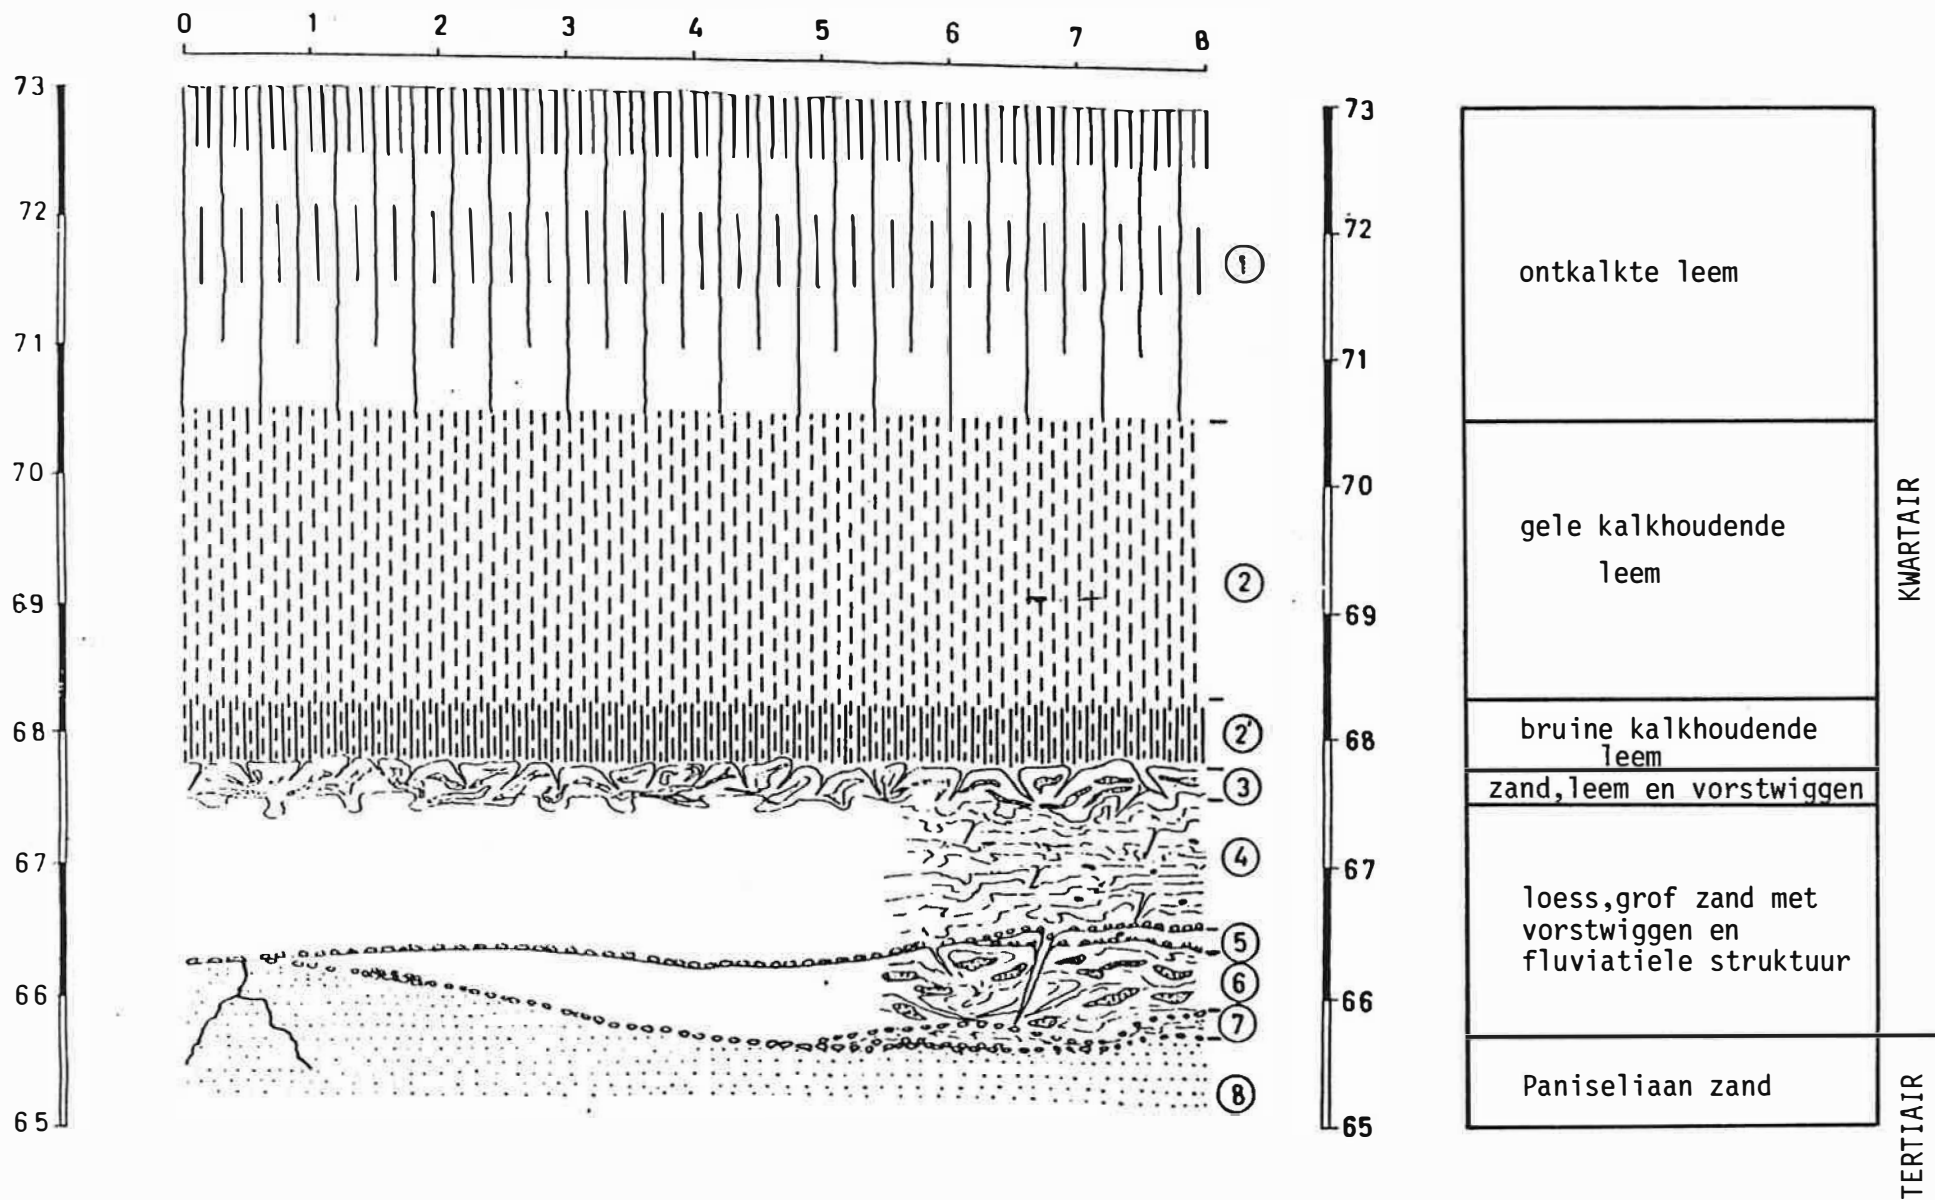 0 1 2 3 4 5 6 7 8
73
72
71
70
69
68
67
66
65
1
2
2'
3
4
5
6
7
8
73
72
71
70
69
68
67
66
65
ontkalkte leem
gele kalkhoudende
leem
bruine kalkhoudende
leem
zand,leem en vorstwiggen
loess,grof zand met
vorstwiggen en
fluviatiele struktuur
Paniseliaan zand
KWARTAIR
TERTIAIR